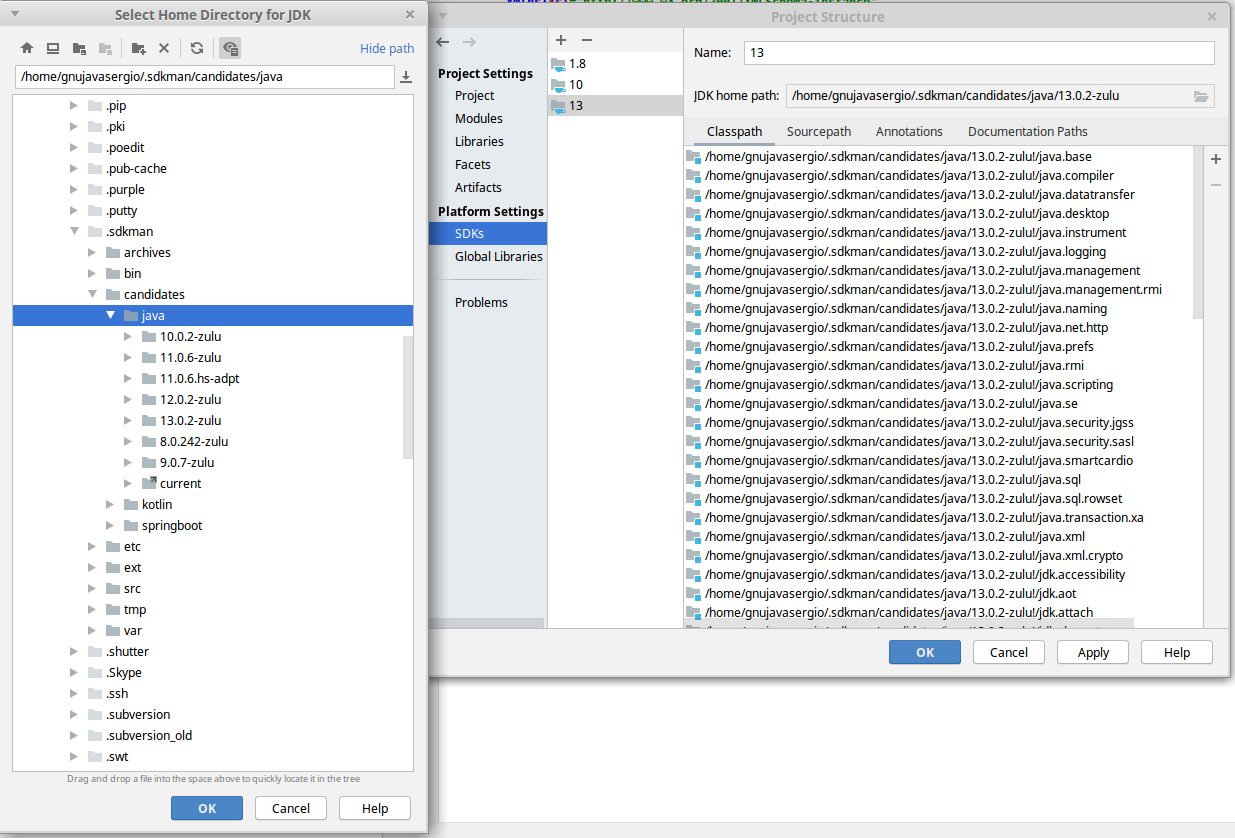 Select Home Directory for JDK
Hide path
/home/gnujavasergio/.sdkman/candidates/java
.pip
.pki
.poedit
.pub-cache
.purple
.putty
.sdkman
archives
bin
candidates
java
10.0.2-zulu
11.0.6-zulu
11.0.6.hs-adpt
12.0.2-zulu
13.0.2-zulu
8.0.242-zulu
9.0.7-zulu
current
kotlin
springboot
etc
ext
src
tmp
var
.shutter
.Skype
.ssh
.subversion
.subversion_old
.swt
Drag and drop a file into the space above to quickly locate it in the tree
OK
Cancel
Help
Project Structure
Project Settings
Project
Modules
Libraries
Facets
Artifacts
Platform Settings
SDKs
Global Libraries
Problems
1.8
10
13
Name: 13
JDK home path: /home/gnujavasergio/.sdkman/candidates/java/13.0.2-zulu
Classpath Sourcepath Annotations Documentation Paths
/home/gnujavasergio/.sdkman/candidates/java/13.0.2-zulu!/java.base
/home/gnujavasergio/.sdkman/candidates/java/13.0.2-zulu!/java.compiler
/home/gnujavasergio/.sdkman/candidates/java/13.0.2-zulu!/java.datatransfer
/home/gnujavasergio/.sdkman/candidates/java/13.0.2-zulu!/java.desktop
/home/gnujavasergio/.sdkman/candidates/java/13.0.2-zulu!/java.instrument
/home/gnujavasergio/.sdkman/candidates/java/13.0.2-zulu!/java.logging
/home/gnujavasergio/.sdkman/candidates/java/13.0.2-zulu!/java.management
/home/gnujavasergio/.sdkman/candidates/java/13.0.2-zulu!/java.management.rmi
/home/gnujavasergio/.sdkman/candidates/java/13.0.2-zulu!/java.naming
/home/gnujavasergio/.sdkman/candidates/java/13.0.2-zulu!/java.net.http
/home/gnujavasergio/.sdkman/candidates/java/13.0.2-zulu!/java.prefs
/home/gnujavasergio/.sdkman/candidates/java/13.0.2-zulu!/java.rmi
/home/gnujavasergio/.sdkman/candidates/java/13.0.2-zulu!/java.scripting
/home/gnujavasergio/.sdkman/candidates/java/13.0.2-zulu!/java.se
/home/gnujavasergio/.sdkman/candidates/java/13.0.2-zulu!/java.security.jgss
/home/gnujavasergio/.sdkman/candidates/java/13.0.2-zulu!/java.security.sasl
/home/gnujavasergio/.sdkman/candidates/java/13.0.2-zulu!/java.smartcardio
/home/gnujavasergio/.sdkman/candidates/java/13.0.2-zulu!/java.sql
/home/gnujavasergio/.sdkman/candidates/java/13.0.2-zulu!/java.sql.rowset
/home/gnujavasergio/.sdkman/candidates/java/13.0.2-zulu!/java.transaction.xa
/home/gnujavasergio/.sdkman/candidates/java/13.0.2-zulu!/java.xml
/home/gnujavasergio/.sdkman/candidates/java/13.0.2-zulu!/java.xml.crypto
/home/gnujavasergio/.sdkman/candidates/java/13.0.2-zulu!/jdk.accessibility
/home/gnujavasergio/.sdkman/candidates/java/13.0.2-zulu!/jdk.aot
/home/gnujavasergio/.sdkman/candidates/java/13.0.2-zulu!/jdk.attach
OK
Cancel
Apply
Help